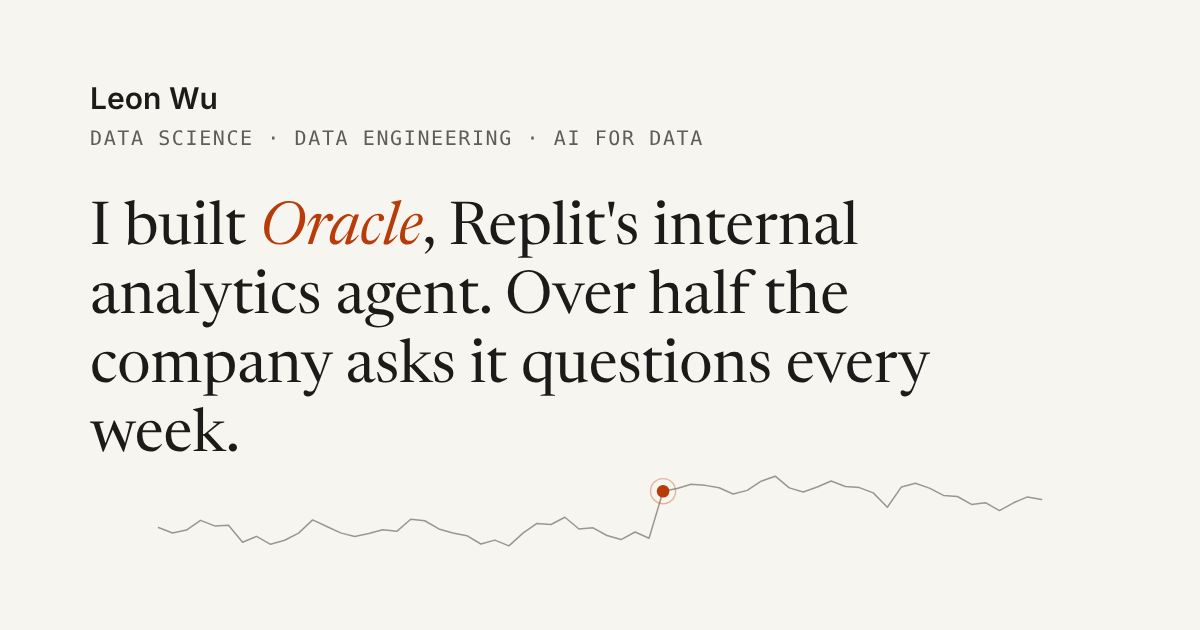 Leon Wu
DATA SCIENCE · DATA ENGINEERING · AI FOR DATA
I built Oracle, Replit's internal
analytics agent. Over half the
company asks it questions every
week.